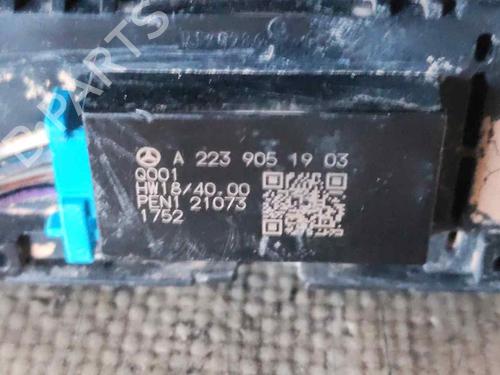 A 223 905 19 03
Q001
HW18/40.00
PEN1 21073
1752
B PARTS